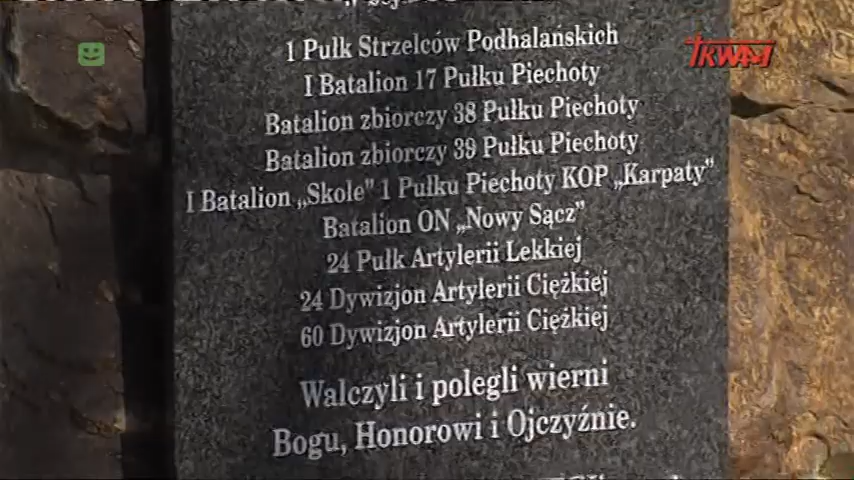 1 Pułk Strzelców Podhalańskich
TRWAM
I Batalion 17 Pułku Piechoty
Batalion zbiorczy 38 Pułku Piechoty
Batalion zbiorczy 39 Pułku Piechoty
I Batalion „Skole” 1 Pułku Piechoty KOP „Karpaty”
Batalion ON „Nowy Sącz”
24 Pułk Artylerii Lekkiej
24 Dywizjon Artylerii Ciężkiej
60 Dywizjon Artylerii Ciężkiej
Walczyli i polegli wierni
Bogu, Honorowi i Ojczyźnie.